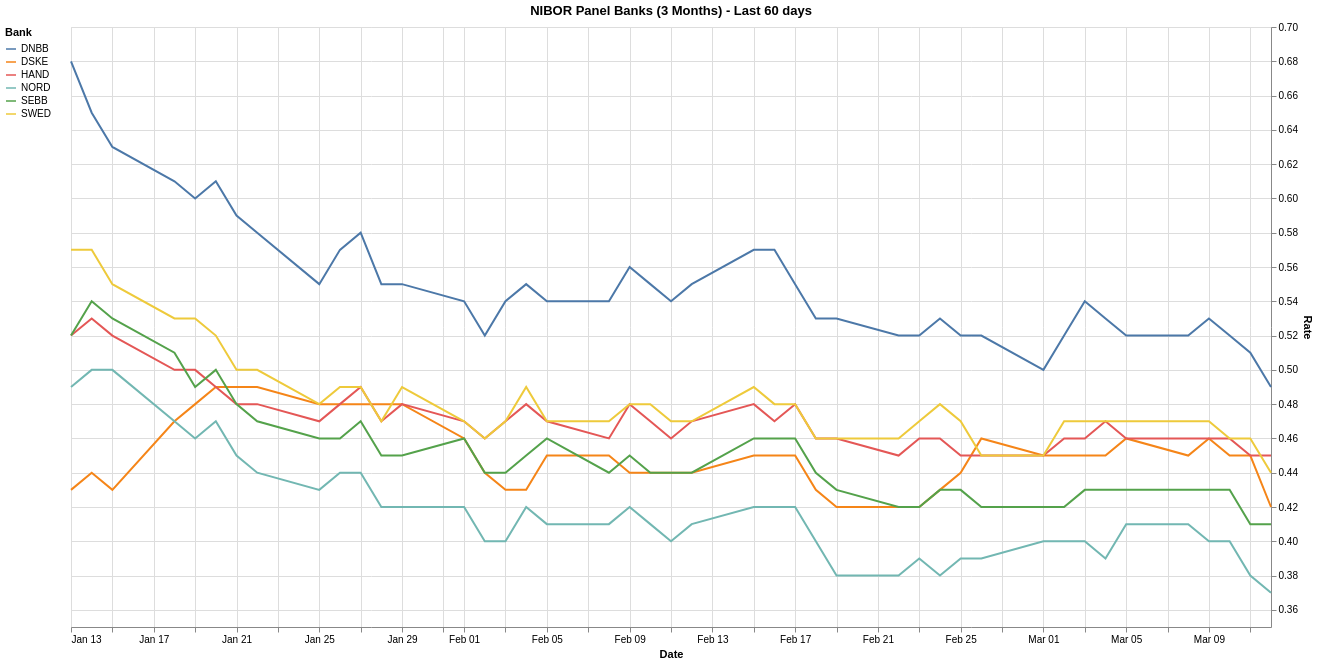 NIBOR Panel Banks (3 Months) - Last 60 days
Bank
DNBB
DSKE
HAND
NORD
SEBB
SWED
0.70
0.68
0.66
0.64
0.62
0.60
0.58
0.56
0.54
0.52
0.50
0.48
0.46
0.44
0.42
0.40
0.38
0.36
Rate
Jan 13 Jan 17 Jan 21 Jan 25 Jan 29 Feb 01 Feb 05 Feb 09 Feb 13 Feb 17 Feb 21 Feb 25 Mar 01 Mar 05 Mar 09
Date